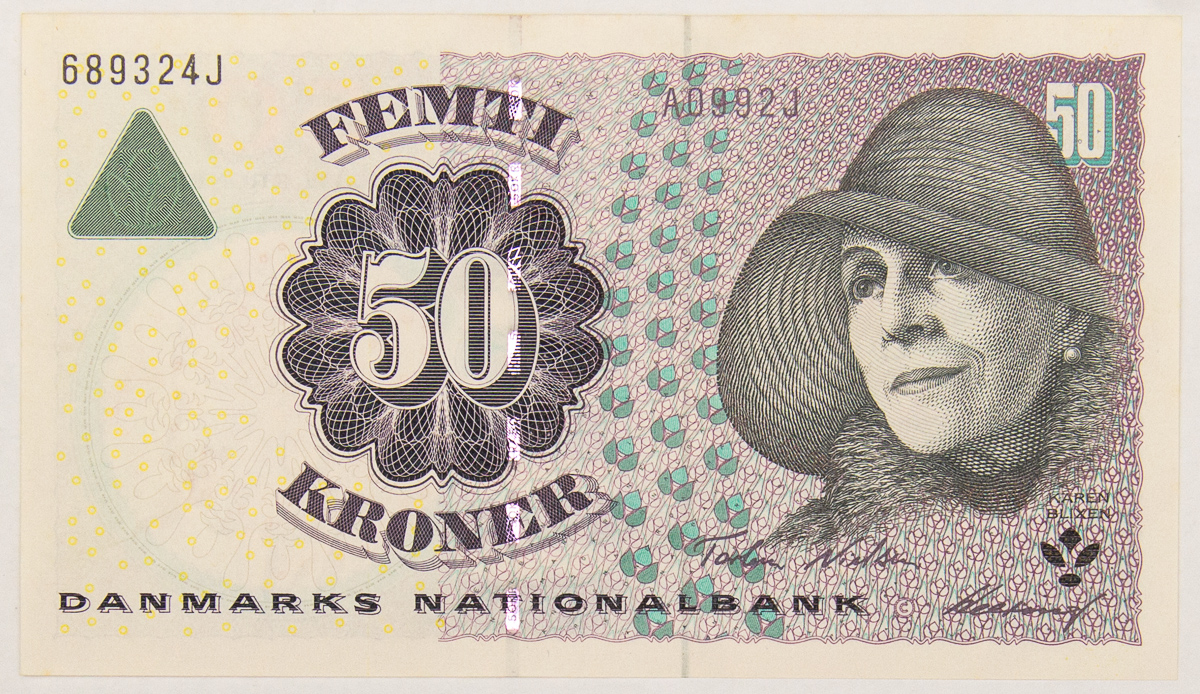 689324J
A0992J
50
FEMTI
50
KRONER
KAREN
BLIXEN
DANMARKS NATIONALBANK ©